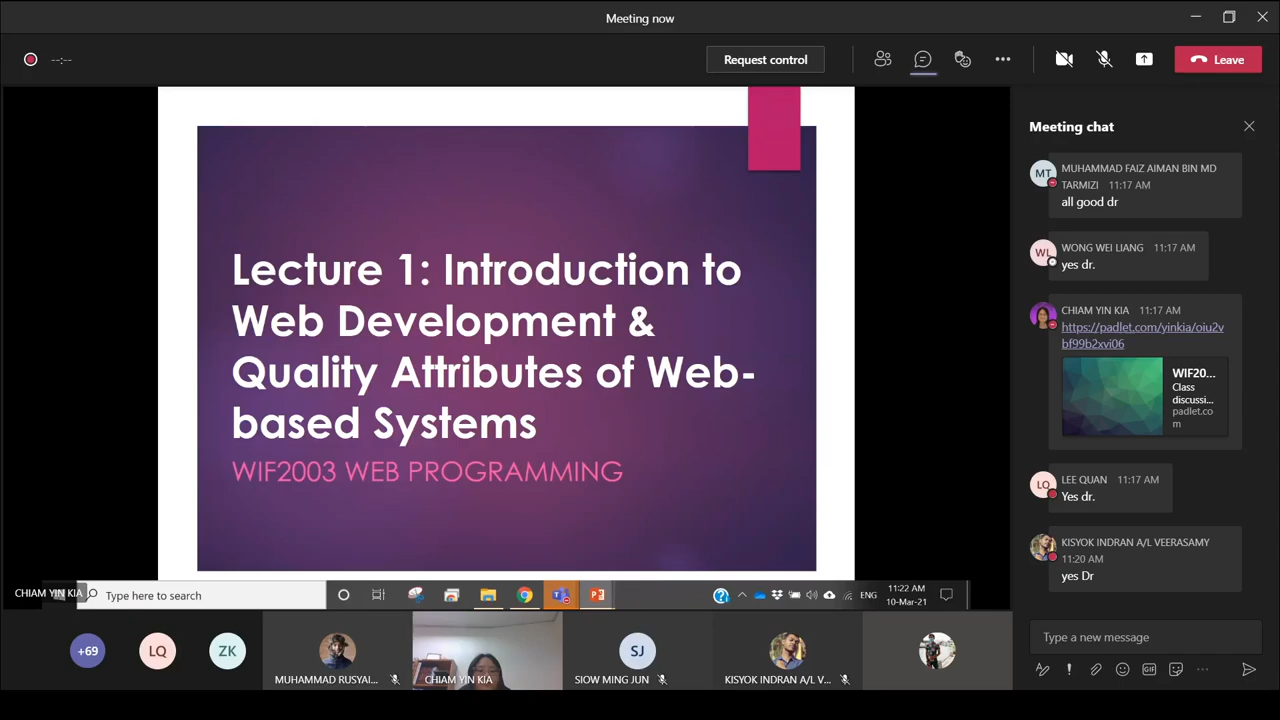 Meeting now
--:--
Request control
Leave
Lecture 1: Introduction to
Web Development &
Quality Attributes of Web-
based Systems
WIF2003 WEB PROGRAMMING
Meeting chat
MT
MUHAMMAD FAIZ AIMAN BIN MD
TARMIZI 11:17 AM
all good dr
WL
WONG WEI LIANG 11:17 AM
yes dr.
CHIAM YIN KIA 11:17 AM
https://padlet.com/yinkia/oiu2v
bf99b2xvi06
WIF20...
Class
discussi...
padlet.co
m
LQ
LEE QUAN 11:17 AM
Yes dr.
KISYOK INDRAN A/L VEERASAMY
11:20 AM
yes Dr
Type a new message
GIF
CHIAM YIN KIA
Type here to search
ENG
11:22 AM
10-Mar-21
+69
LQ
ZK
MUHAMMAD RUSYAI...
CHIAM YIN KIA
SJ
SIOW MING JUN
KISYOK INDRAN A/L V...